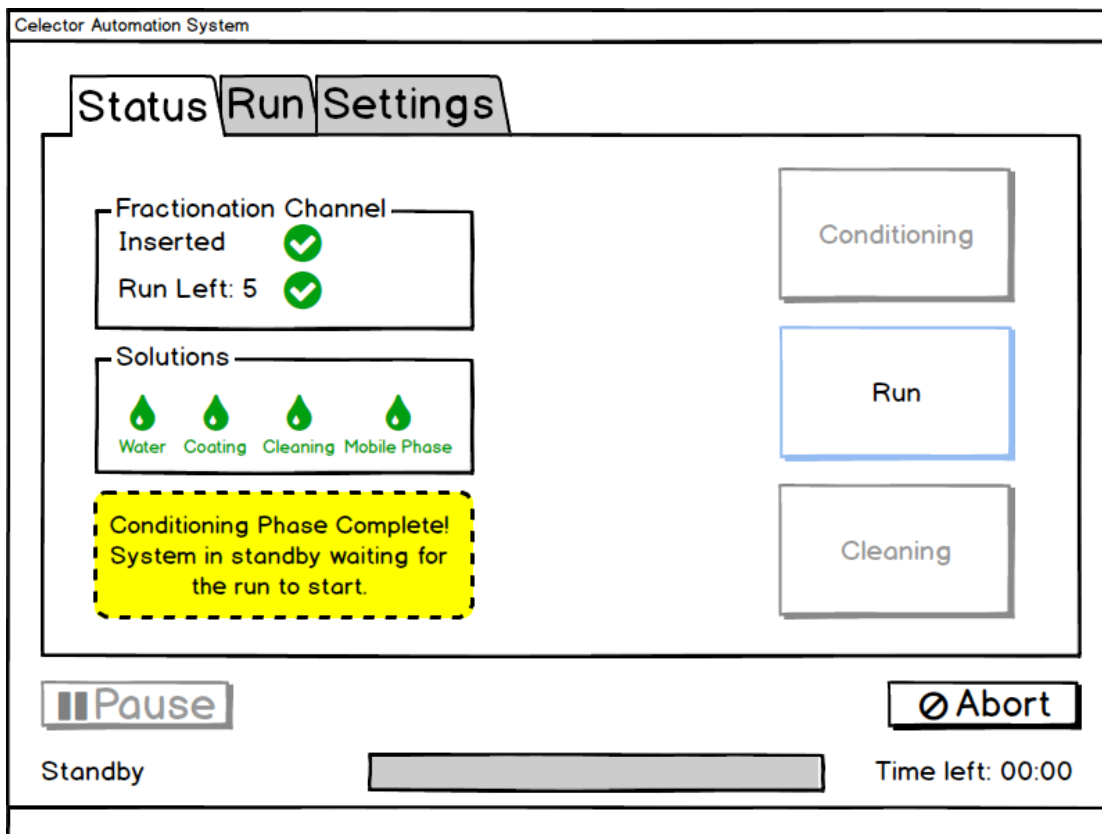 Celector Automation System
Status Run Settings
Fractionation Channel
Inserted
Run Left: 5
Solutions
Water Coating Cleaning Mobile Phase
Conditioning Phase Complete!
System in standby waiting for
the run to start.
Conditioning
Run
Cleaning
Pause
Abort
Standby
Time left: 00:00